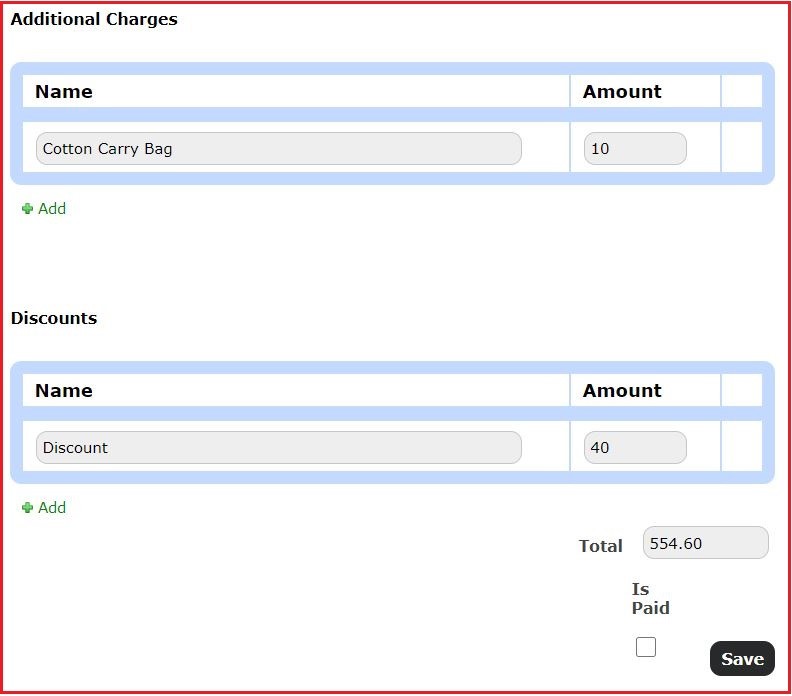 Additional Charges
Name Amount
Cotton Carry Bag 10
Add
Discounts
Name Amount
Discount 40
Add
Total 554.60
Is
Paid
Save